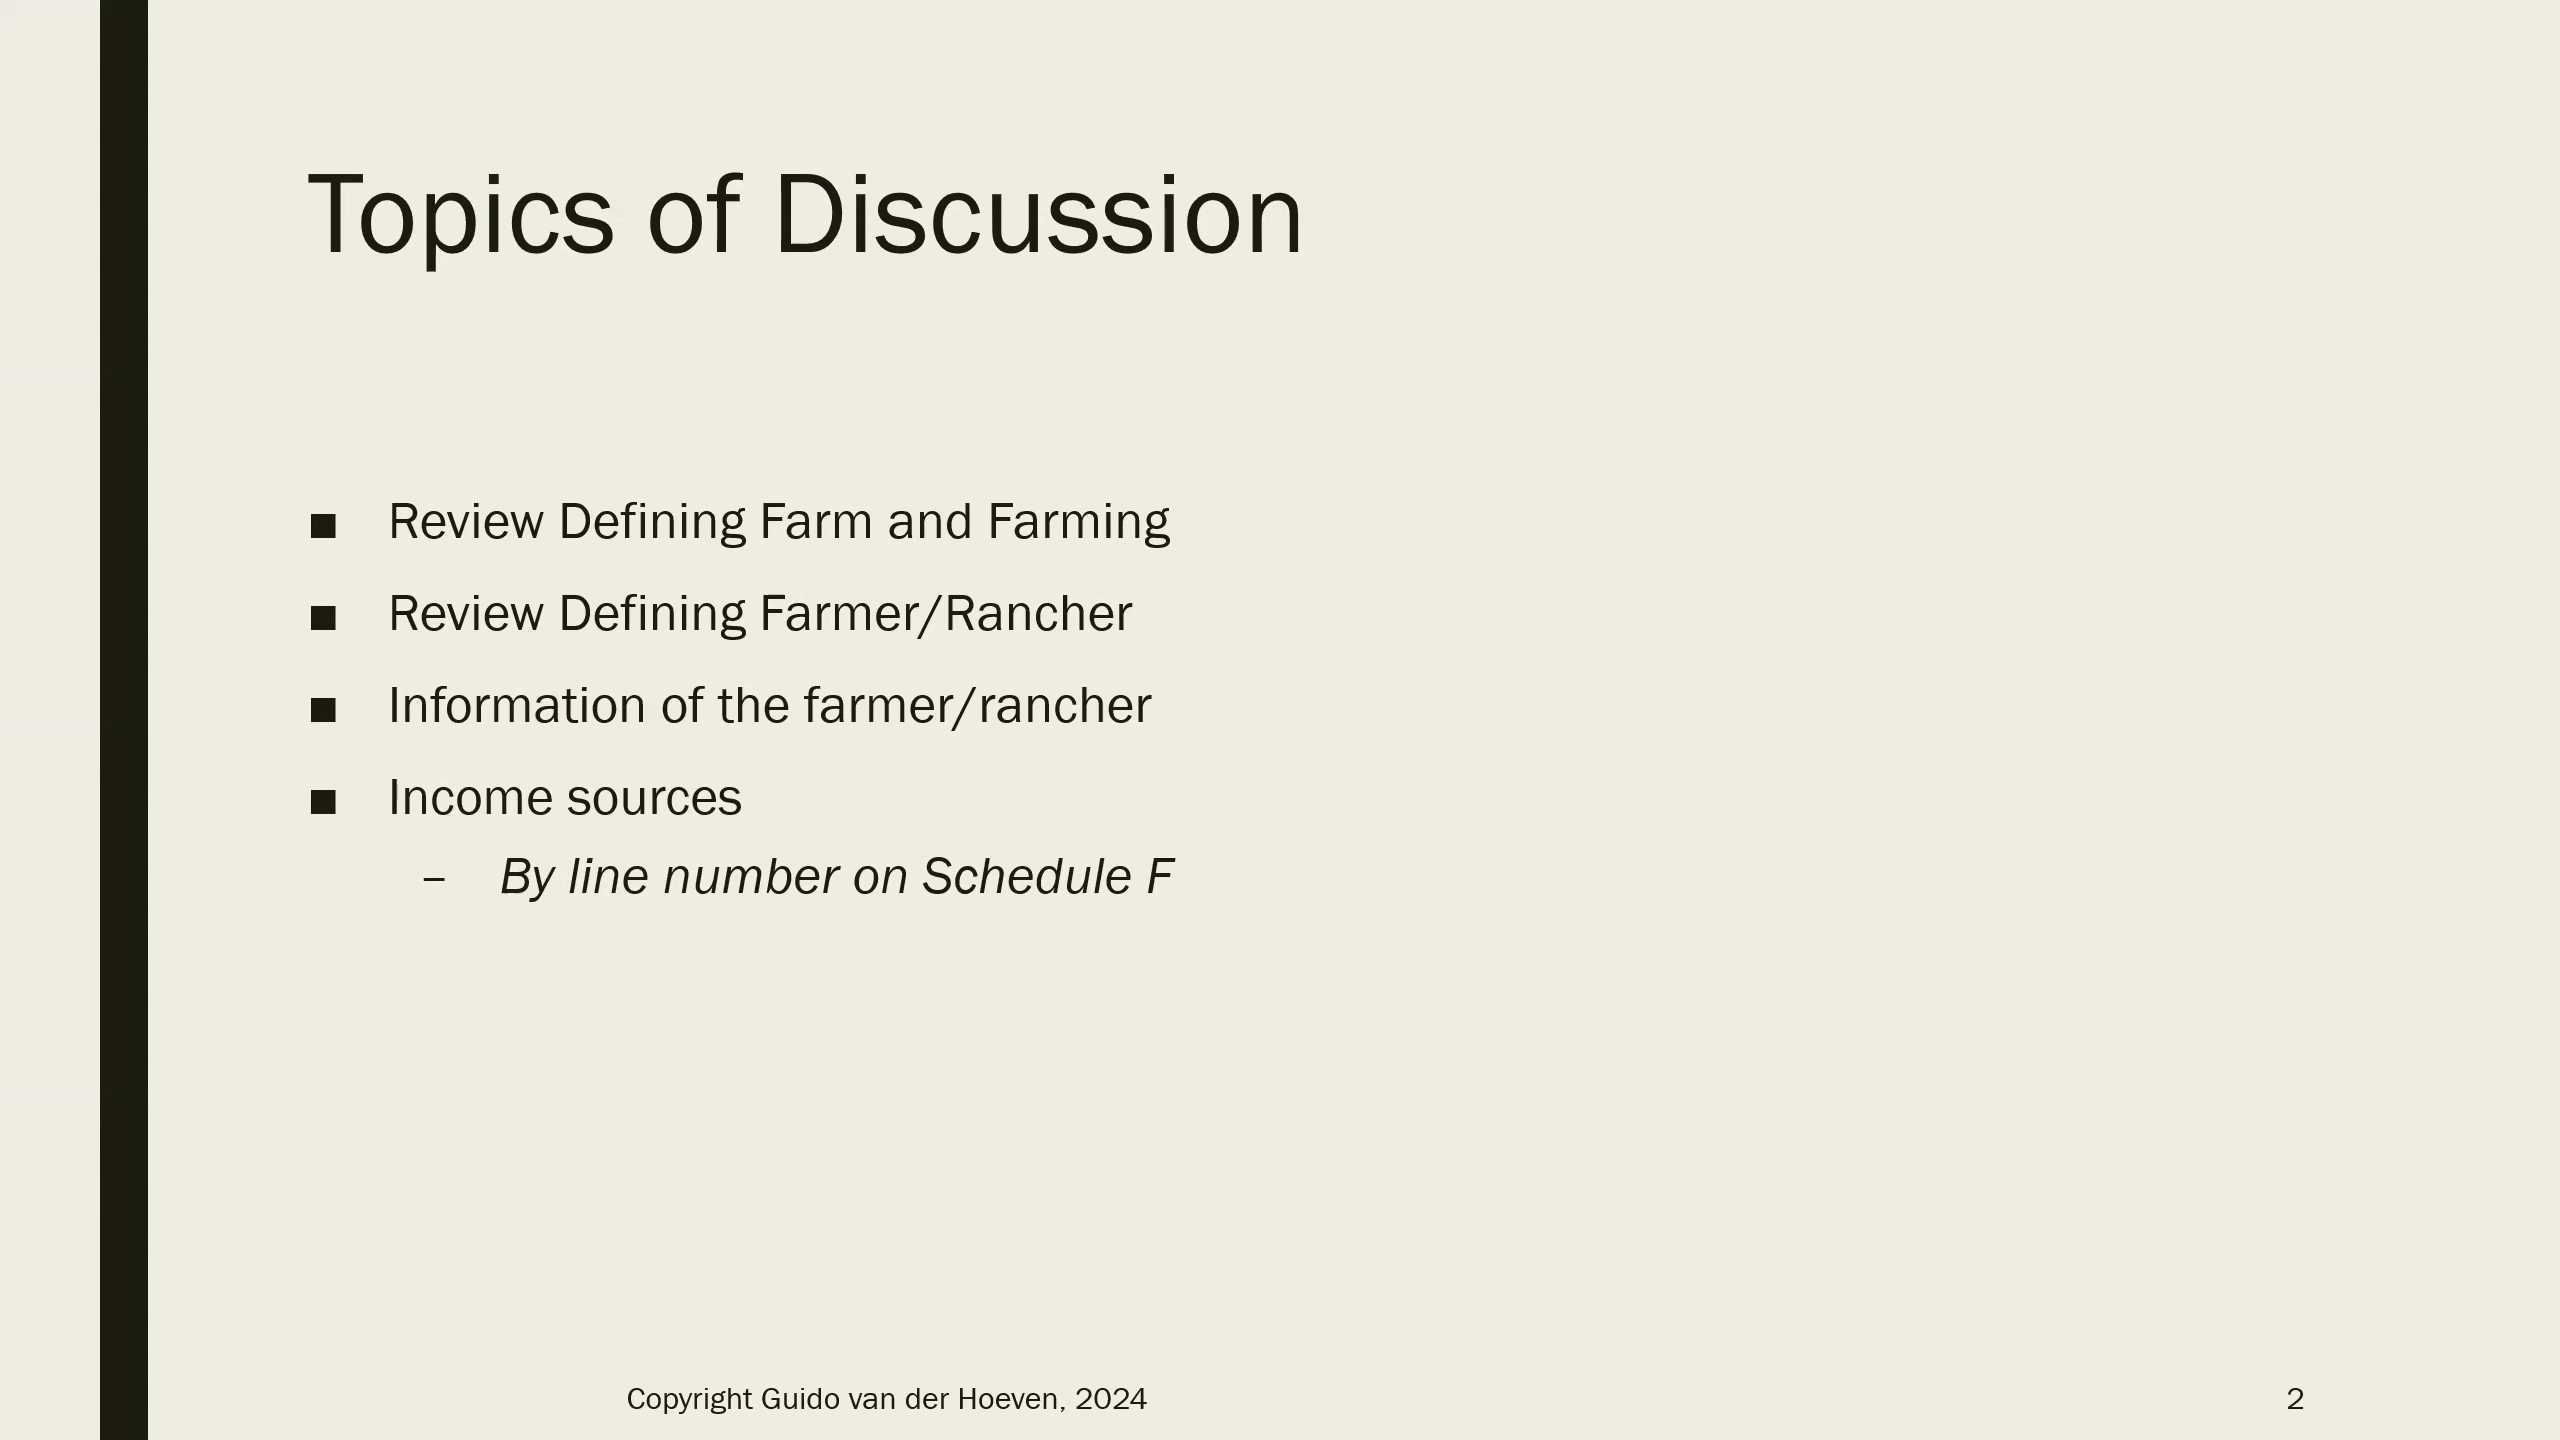 Topics of Discussion
■ Review Defining Farm and Farming
■ Review Defining Farmer/Rancher
■ Information of the farmer/rancher
■ Income sources
– By line number on Schedule F
Copyright Guido van der Hoeven, 2024
2